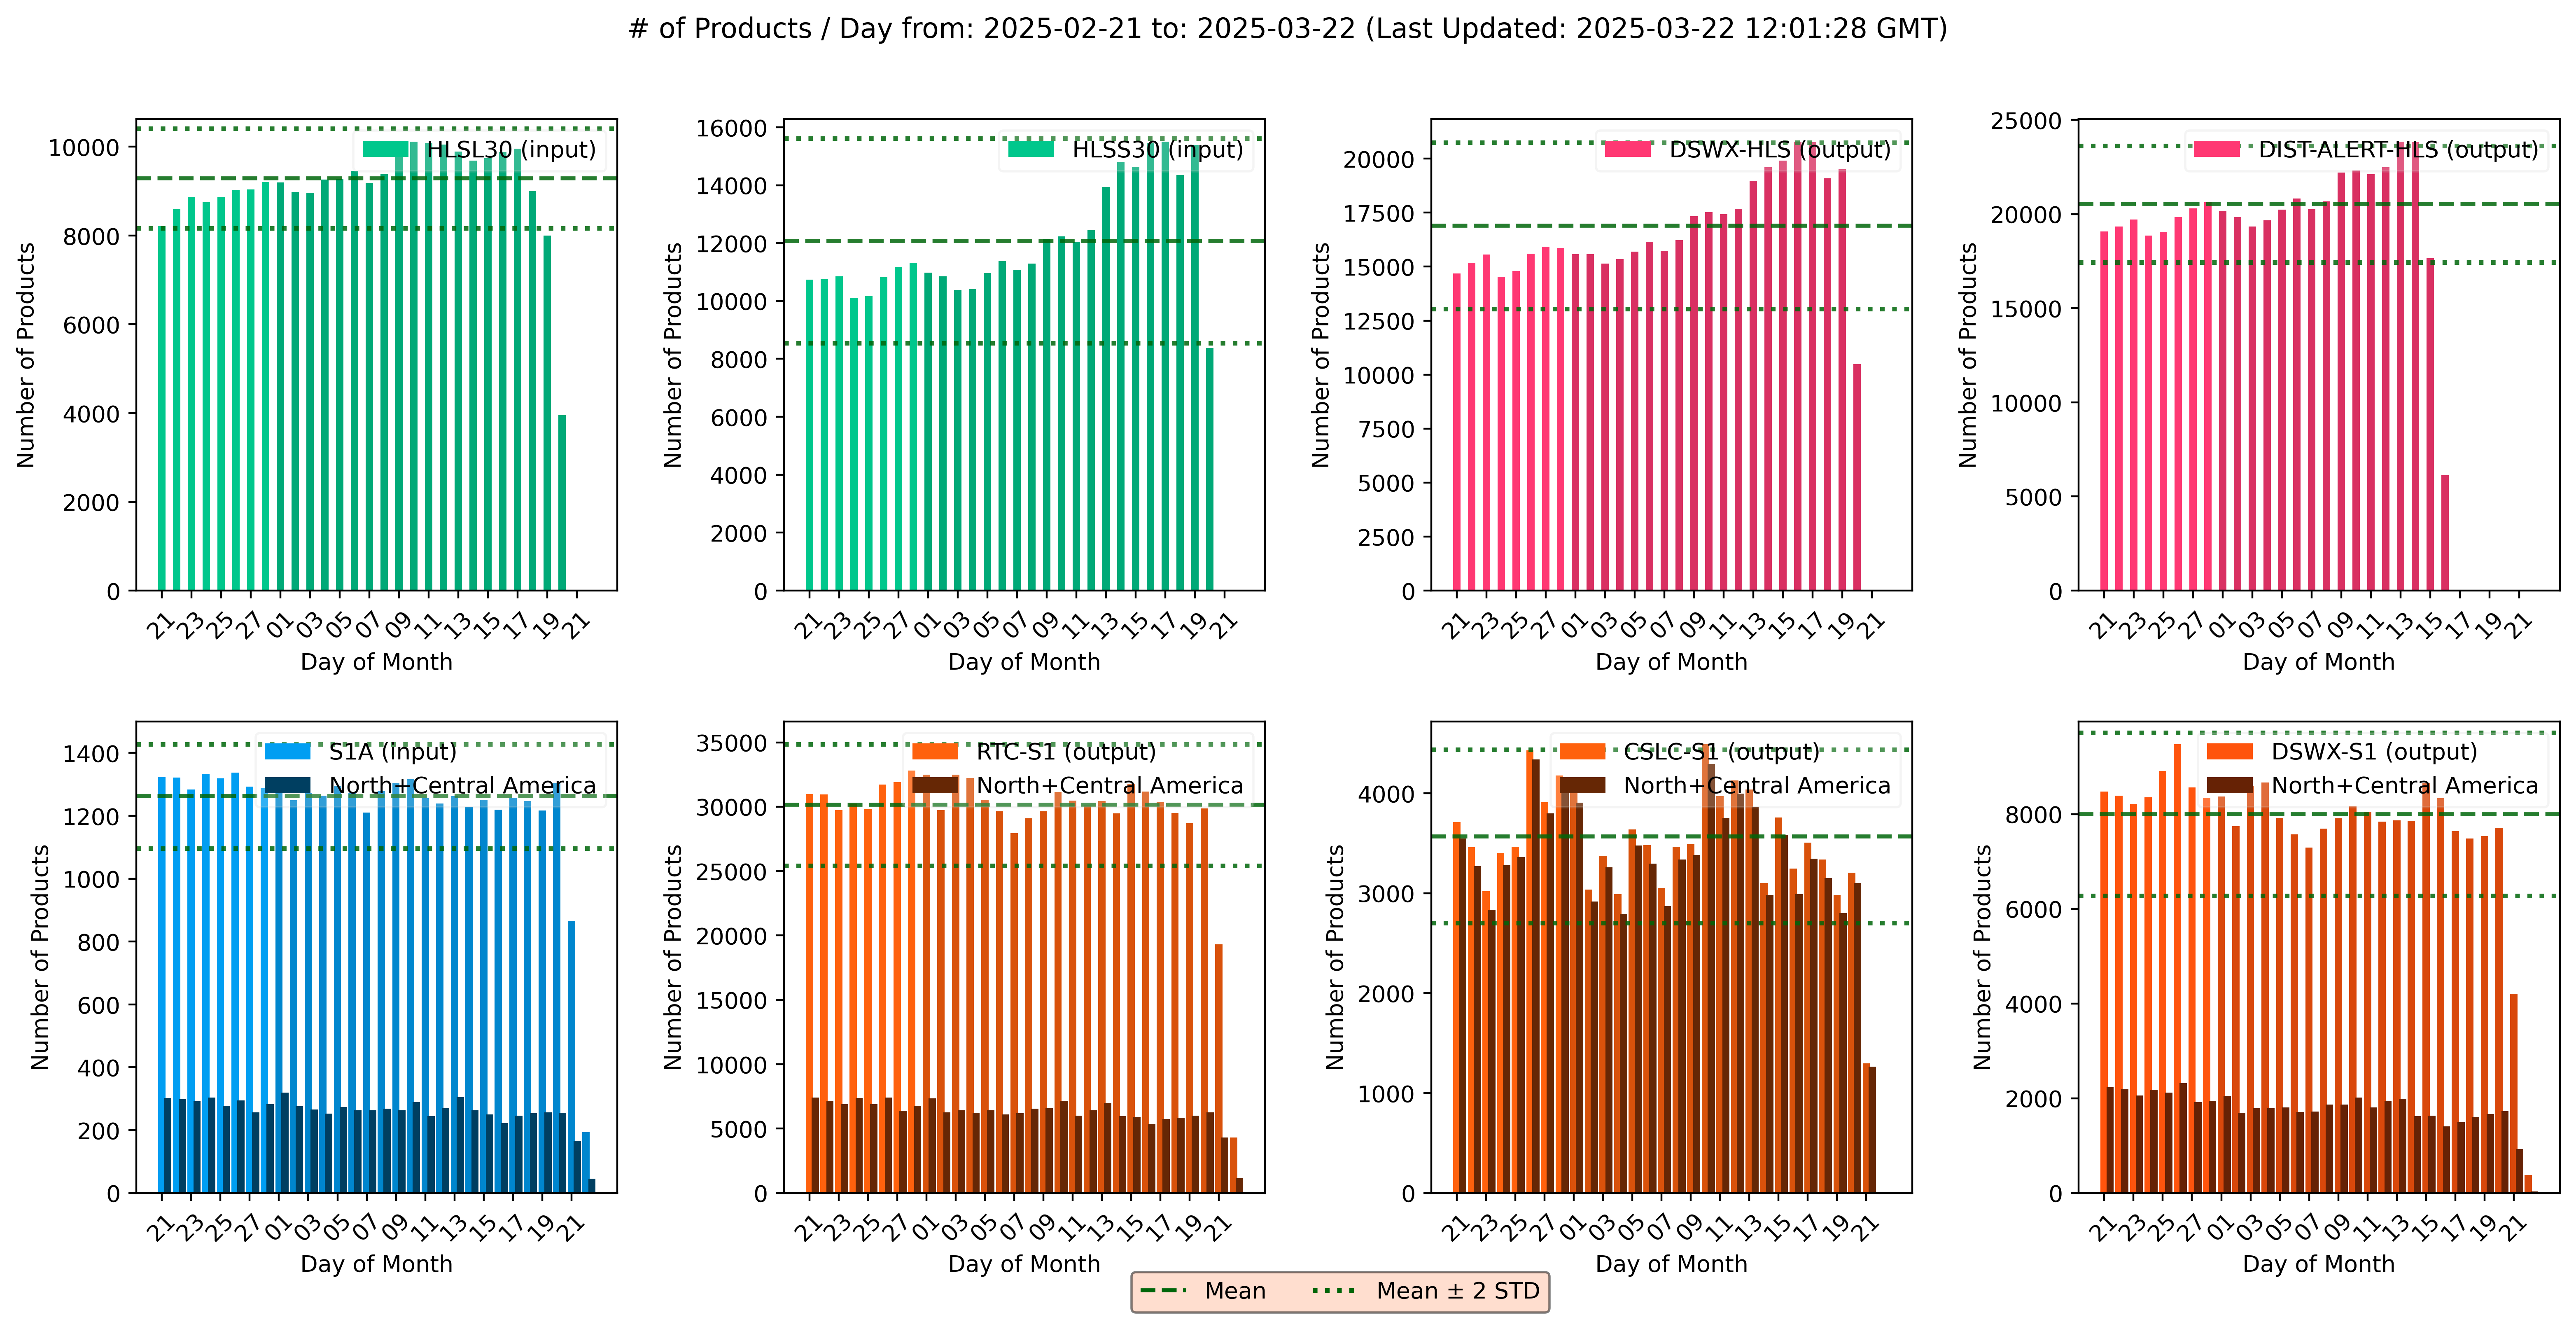 # of Products / Day from: 2025-02-21 to: 2025-03-22 (Last Updated: 2025-03-22 12:01:28 GMT)
Number of Products
10000
8000
6000
4000
2000
0
HLSL30 (input)
21 23 25 27 01 03 05 07 09 11 13 15 17 19 21
Day of Month
Number of Products
16000
14000
12000
10000
8000
6000
4000
2000
0
HLSS30 (input)
21 23 25 27 01 03 05 07 09 11 13 15 17 19 21
Day of Month
Number of Products
20000
17500
15000
12500
10000
7500
5000
2500
0
DSWX-HLS (output)
21 23 25 27 01 03 05 07 09 11 13 15 17 19 21
Day of Month
Number of Products
25000
20000
15000
10000
5000
0
DIST-ALERT-HLS (output)
21 23 25 27 01 03 05 07 09 11 13 15 17 19 21
Day of Month
Number of Products
1400
1200
1000
800
600
400
200
0
S1A (input)
North+Central America
21 23 25 27 01 03 05 07 09 11 13 15 17 19 21
Day of Month
Number of Products
35000
30000
25000
20000
15000
10000
5000
0
RTC-S1 (output)
North+Central America
21 23 25 27 01 03 05 07 09 11 13 15 17 19 21
Day of Month
Number of Products
4000
3000
2000
1000
0
CSLC-S1 (output)
North+Central America
21 23 25 27 01 03 05 07 09 11 13 15 17 19 21
Day of Month
Number of Products
8000
6000
4000
2000
0
DSWX-S1 (output)
North+Central America
21 23 25 27 01 03 05 07 09 11 13 15 17 19 21
Day of Month
Mean Mean ± 2 STD